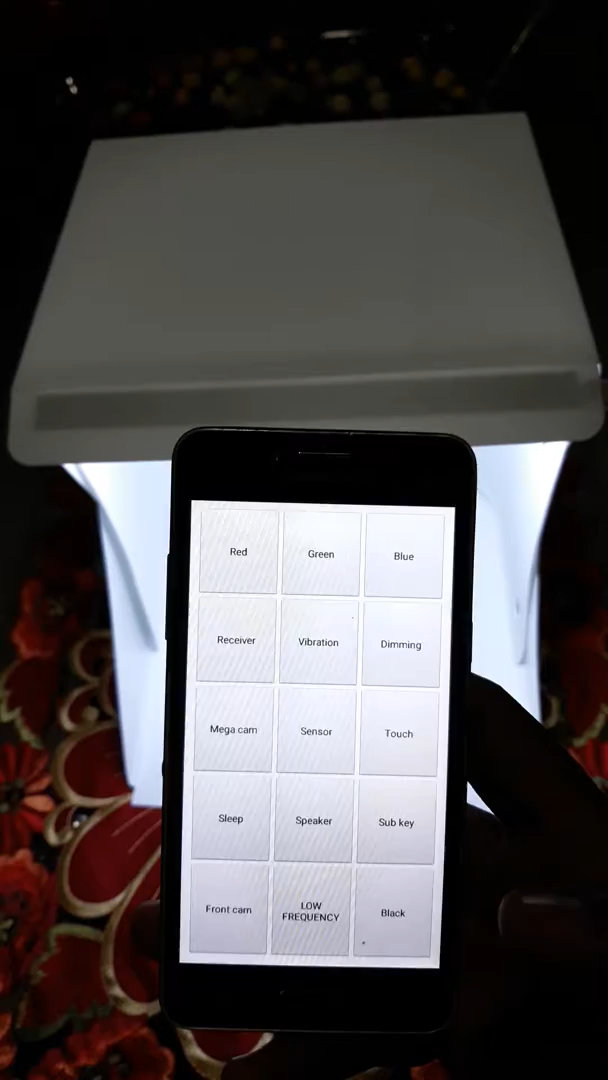 Red
Green
Blue
Receiver
Vibration
Dimming
Mega cam
Sensor
Touch
Sleep
Speaker
Sub key
Front cam
LOW
FREQUENCY
Black